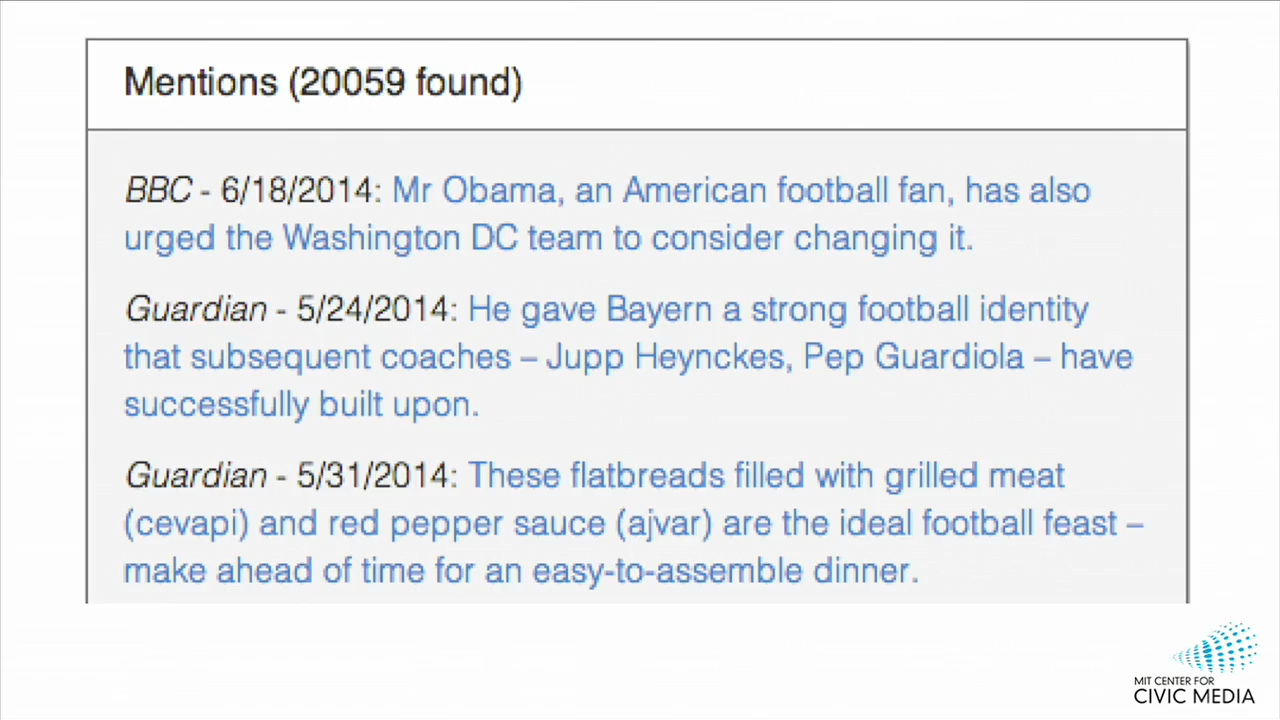 Mentions (20059 found)
BBC - 6/18/2014: Mr Obama, an American football fan, has also
urged the Washington DC team to consider changing it.
Guardian - 5/24/2014: He gave Bayern a strong football identity
that subsequent coaches – Jupp Heynckes, Pep Guardiola – have
successfully built upon.
Guardian - 5/31/2014: These flatbreads filled with grilled meat
(cevapi) and red pepper sauce (ajvar) are the ideal football feast –
make ahead of time for an easy-to-assemble dinner.
MIT CENTER FOR
CIVIC MEDIA